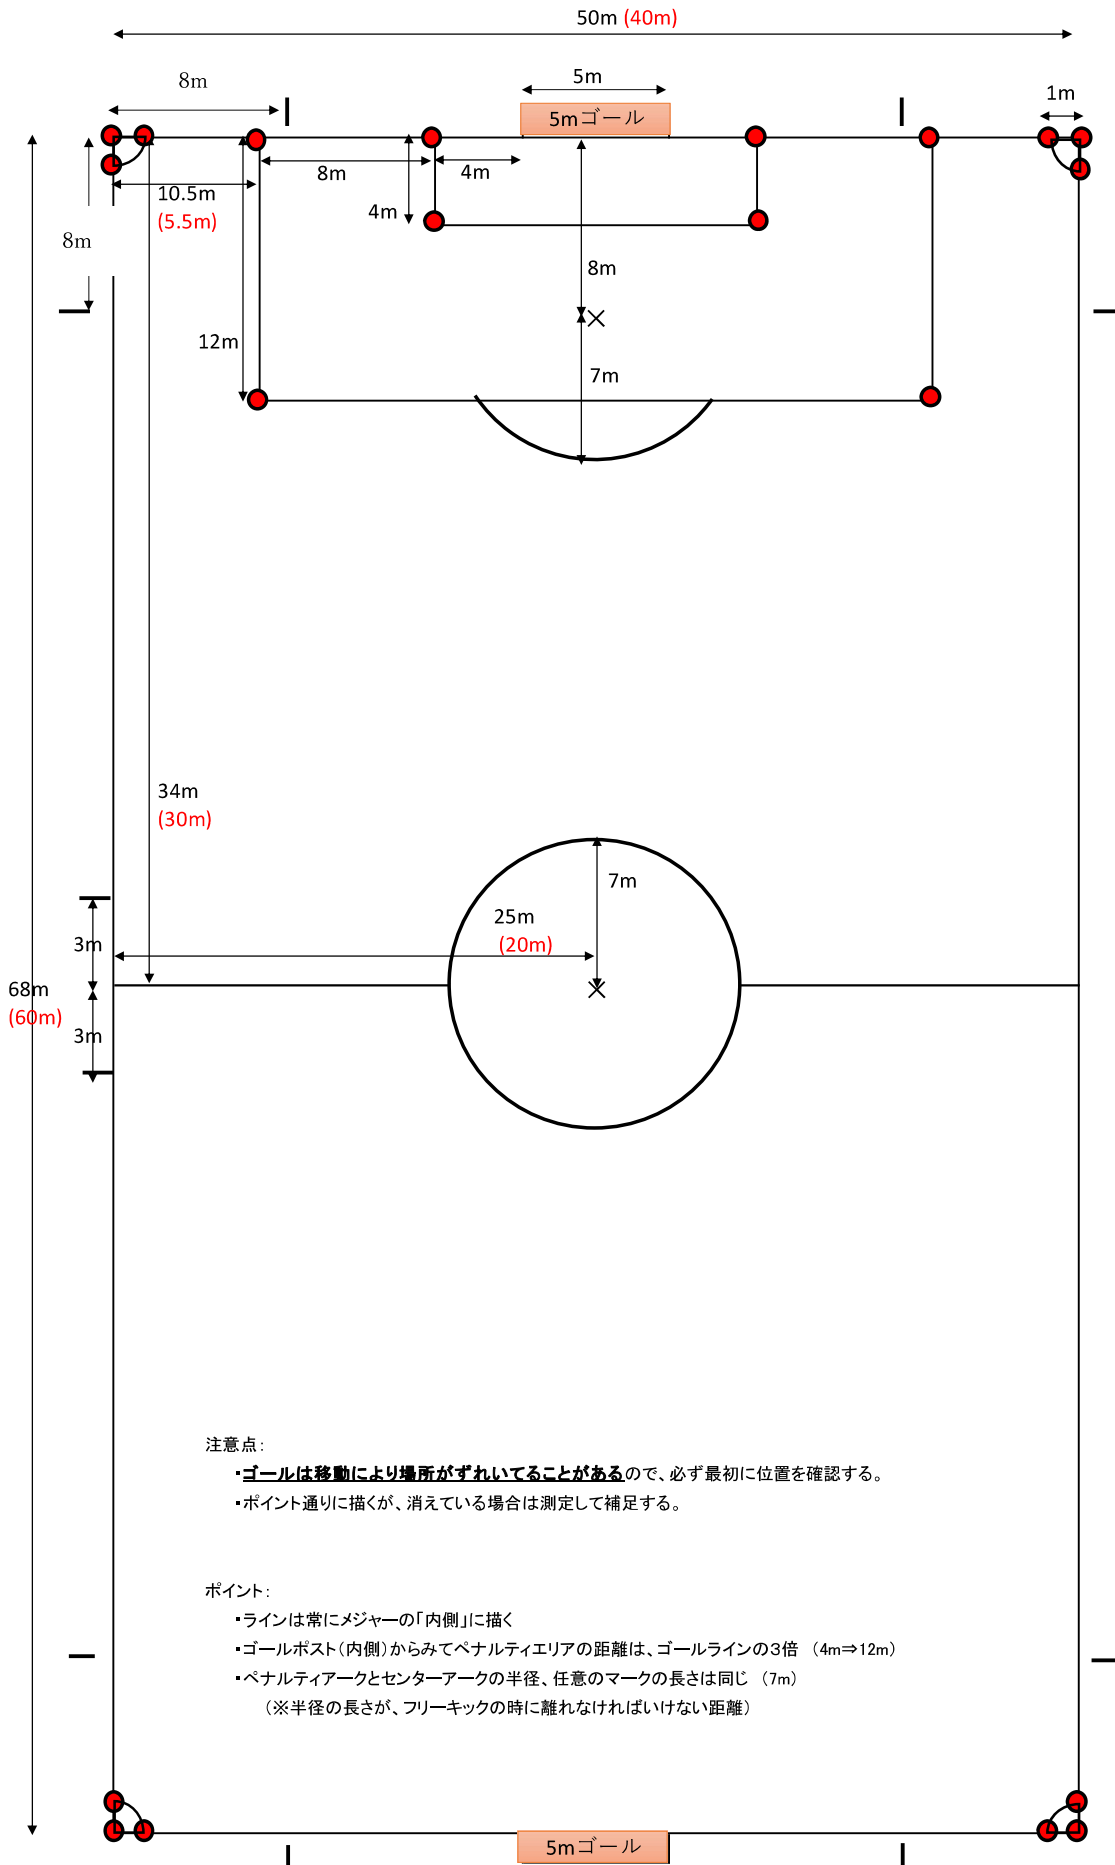 50m (40m)
8m
5m
1m
5mゴール
8m
4m
10.5m
(5.5m)
4m
8m
8m
12m
7m
34m
(30m)
7m
25m
(20m)
3m
68m
(60m)
3m
注意点：
・ゴールは移動により場所がずれいてることがあるので、必ず最初に位置を確認する。
・ポイント通りに描くが、消えている場合は測定して補足する。
ポイント：
・ラインは常にメジャーの「内側」に描く
・ゴールポスト（内側）からみてペナルティエリアの距離は、ゴールラインの３倍 （4m⇒12m）
・ペナルティアークとセンターアークの半径、任意のマークの長さは同じ （7m）
（※半径の長さが、フリーキックの時に離れなければいけない距離）
5mゴール